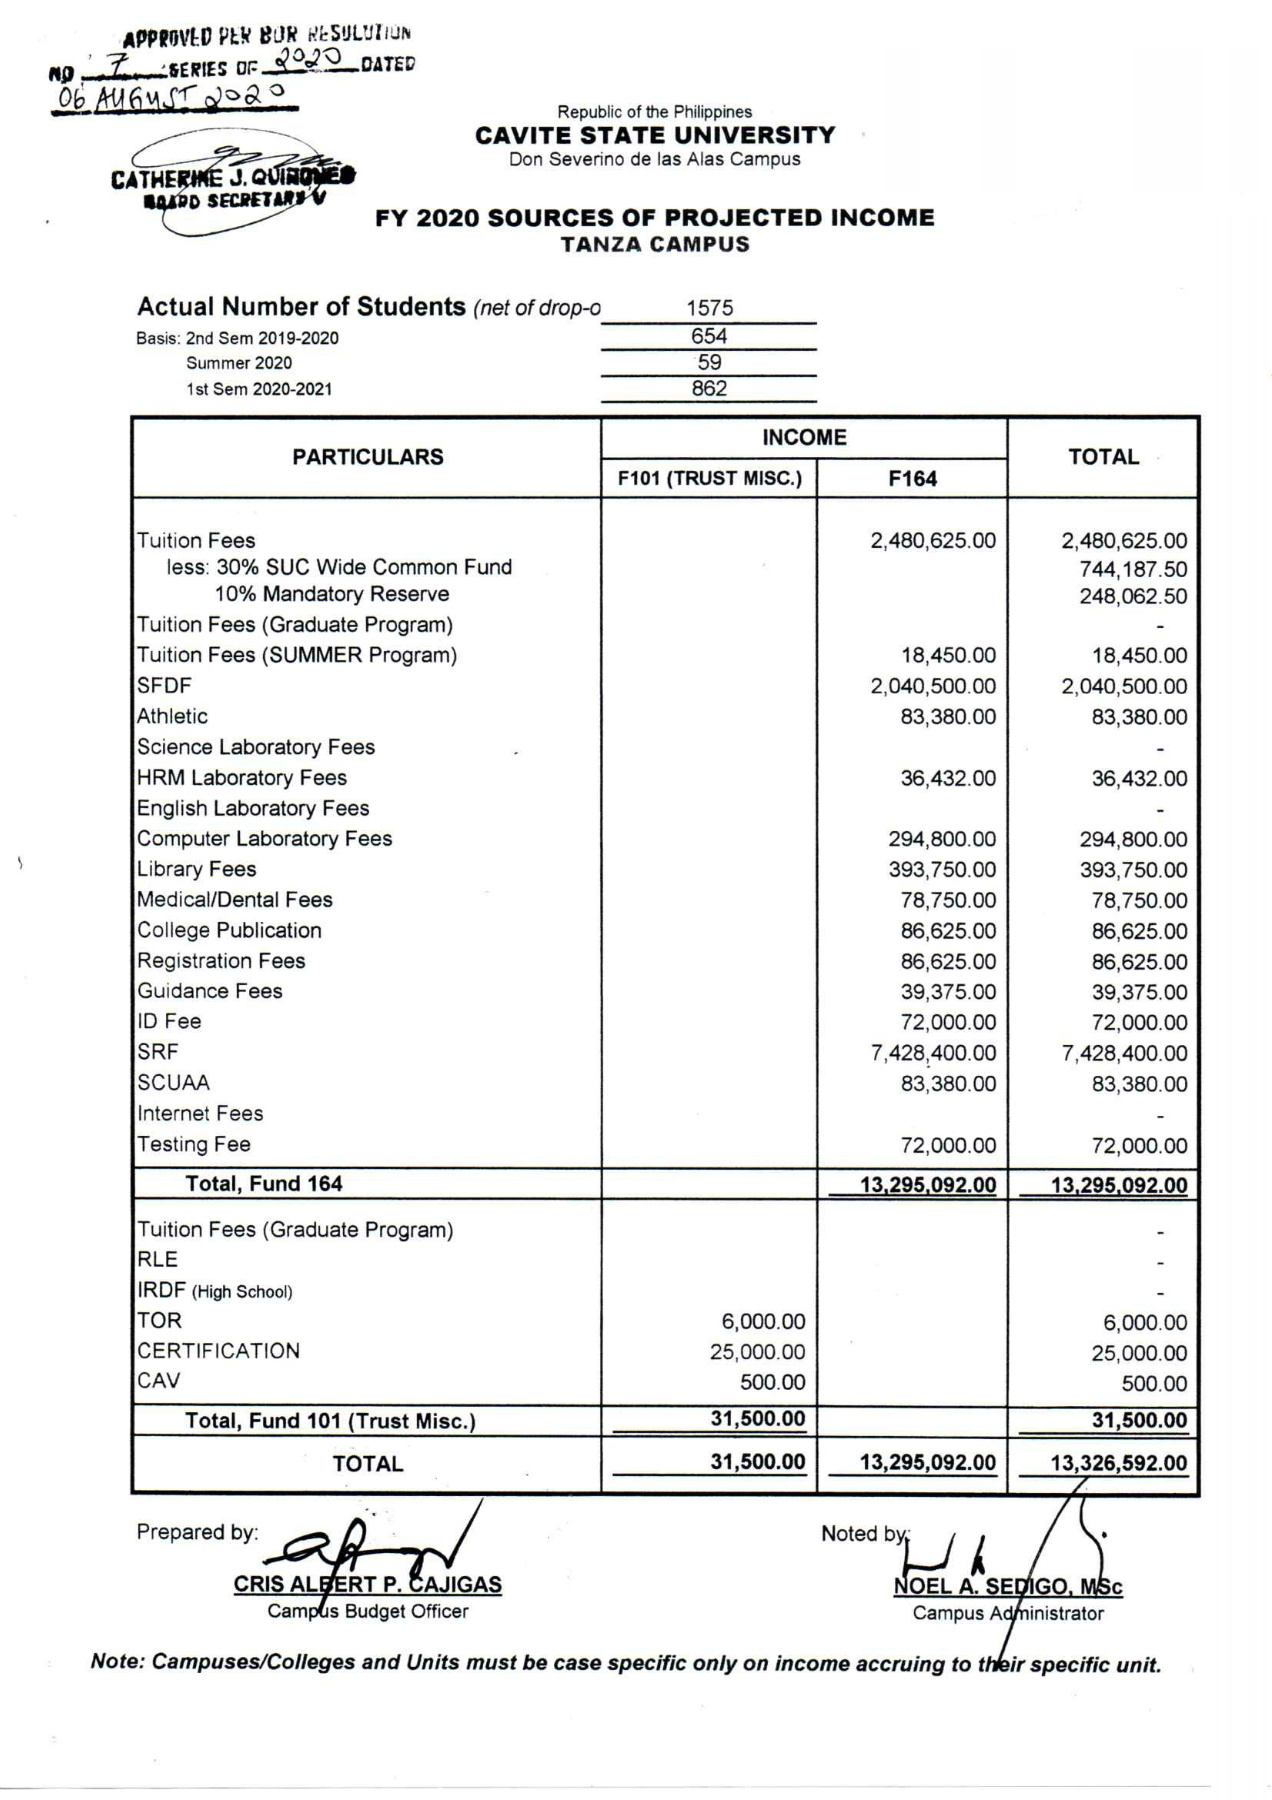 APPROVED PER BOR RESOLUTION
NO. 7 SERIES OF 2020 DATED
06 AUGUST 2020
CATHERINE J. QUIRONES
BOARD SECRETARY V
Republic of the Philippines
CAVITE STATE UNIVERSITY
Don Severino de las Alas Campus
FY 2020 SOURCES OF PROJECTED INCOME
TANZA CAMPUS
Actual Number of Students (net of drop-o 1575
Basis: 2nd Sem 2019-2020 654
Summer 2020 59
1st Sem 2020-2021 862
PARTICULARS INCOME TOTAL
F101 (TRUST MISC.) F164
Tuition Fees 2,480,625.00 2,480,625.00
less: 30% SUC Wide Common Fund 744,187.50
10% Mandatory Reserve 248,062.50
Tuition Fees (Graduate Program) -
Tuition Fees (SUMMER Program) 18,450.00 18,450.00
SFDF 2,040,500.00 2,040,500.00
Athletic 83,380.00 83,380.00
Science Laboratory Fees -
HRM Laboratory Fees 36,432.00 36,432.00
English Laboratory Fees -
Computer Laboratory Fees 294,800.00 294,800.00
Library Fees 393,750.00 393,750.00
Medical/Dental Fees 78,750.00 78,750.00
College Publication 86,625.00 86,625.00
Registration Fees 86,625.00 86,625.00
Guidance Fees 39,375.00 39,375.00
ID Fee 72,000.00 72,000.00
SRF 7,428,400.00 7,428,400.00
SCUAA 83,380.00 83,380.00
Internet Fees -
Testing Fee 72,000.00 72,000.00
Total, Fund 164 13,295,092.00 13,295,092.00
Tuition Fees (Graduate Program) -
RLE -
IRDF (High School) -
TOR 6,000.00 6,000.00
CERTIFICATION 25,000.00 25,000.00
CAV 500.00 500.00
Total, Fund 101 (Trust Misc.) 31,500.00 31,500.00
TOTAL 31,500.00 13,295,092.00 13,326,592.00
Prepared by: Noted by:
CRIS ALBERT P. CAJIGAS NOEL A. SEDIGO, MSc
Campus Budget Officer Campus Administrator
Note: Campuses/Colleges and Units must be case specific only on income accruing to their specific unit.